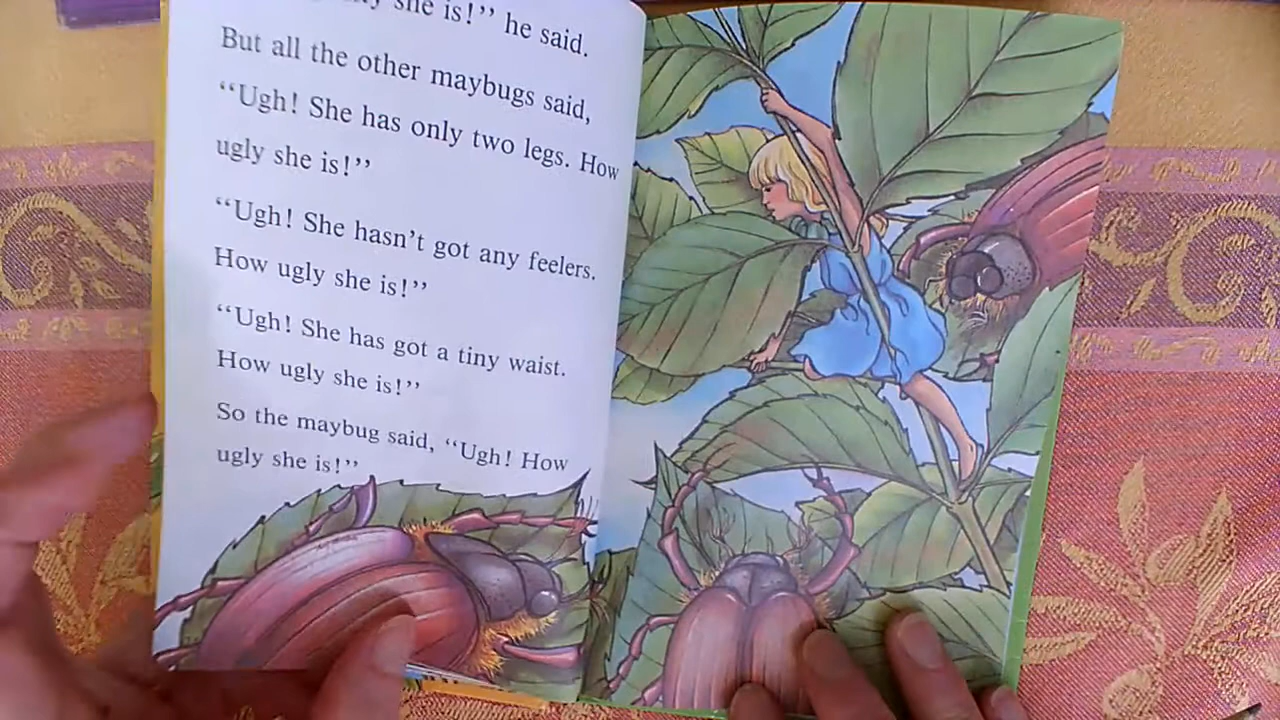 she is!” he said.
But all the other maybugs said,
“Ugh! She has only two legs. How
ugly she is!”
“Ugh! She hasn’t got any feelers.
How ugly she is!”
“Ugh! She has got a tiny waist.
How ugly she is!”
So the maybug said, “Ugh! How
ugly she is!”